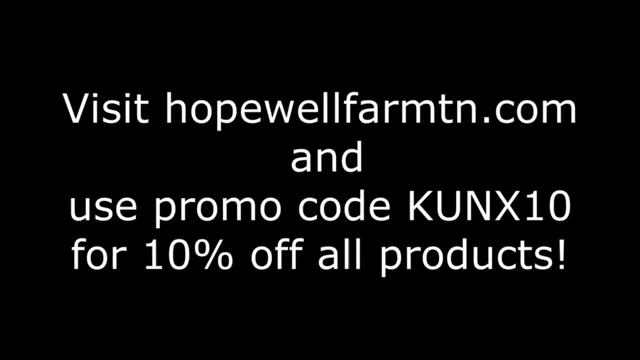 Visit hopewellfarmtn.com
and
use promo code KUNX10
for 10% off all products!